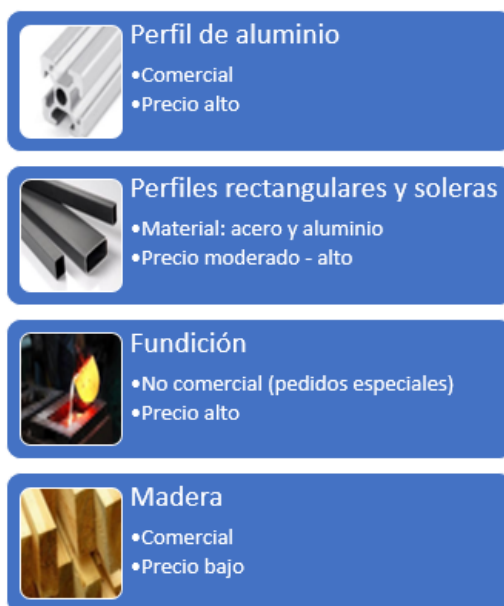 Perfil de aluminio
•Comercial
•Precio alto
Perfiles rectangulares y soleras
•Material: acero y aluminio
•Precio moderado - alto
Fundición
•No comercial (pedidos especiales)
•Precio alto
Madera
•Comercial
•Precio bajo